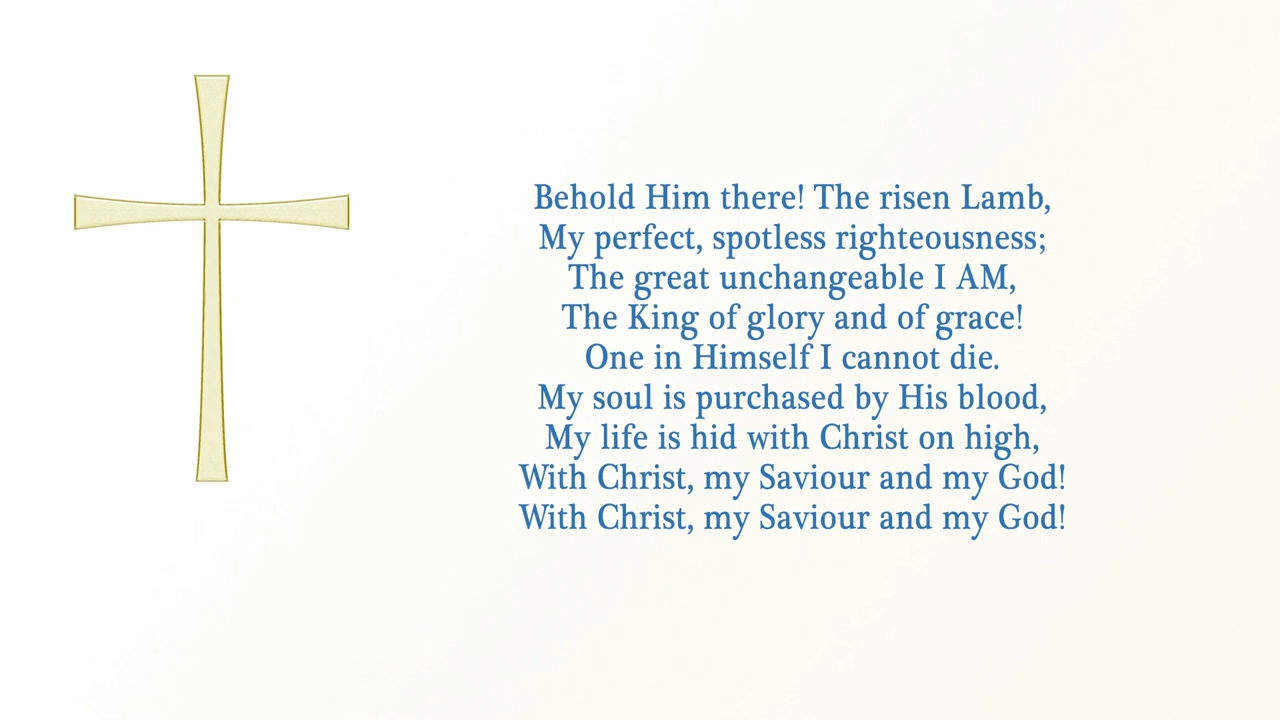 Behold Him there! The risen Lamb,
My perfect, spotless righteousness;
The great unchangeable I AM,
The King of glory and of grace!
One in Himself I cannot die.
My soul is purchased by His blood,
My life is hid with Christ on high,
With Christ, my Saviour and my God!
With Christ, my Saviour and my God!